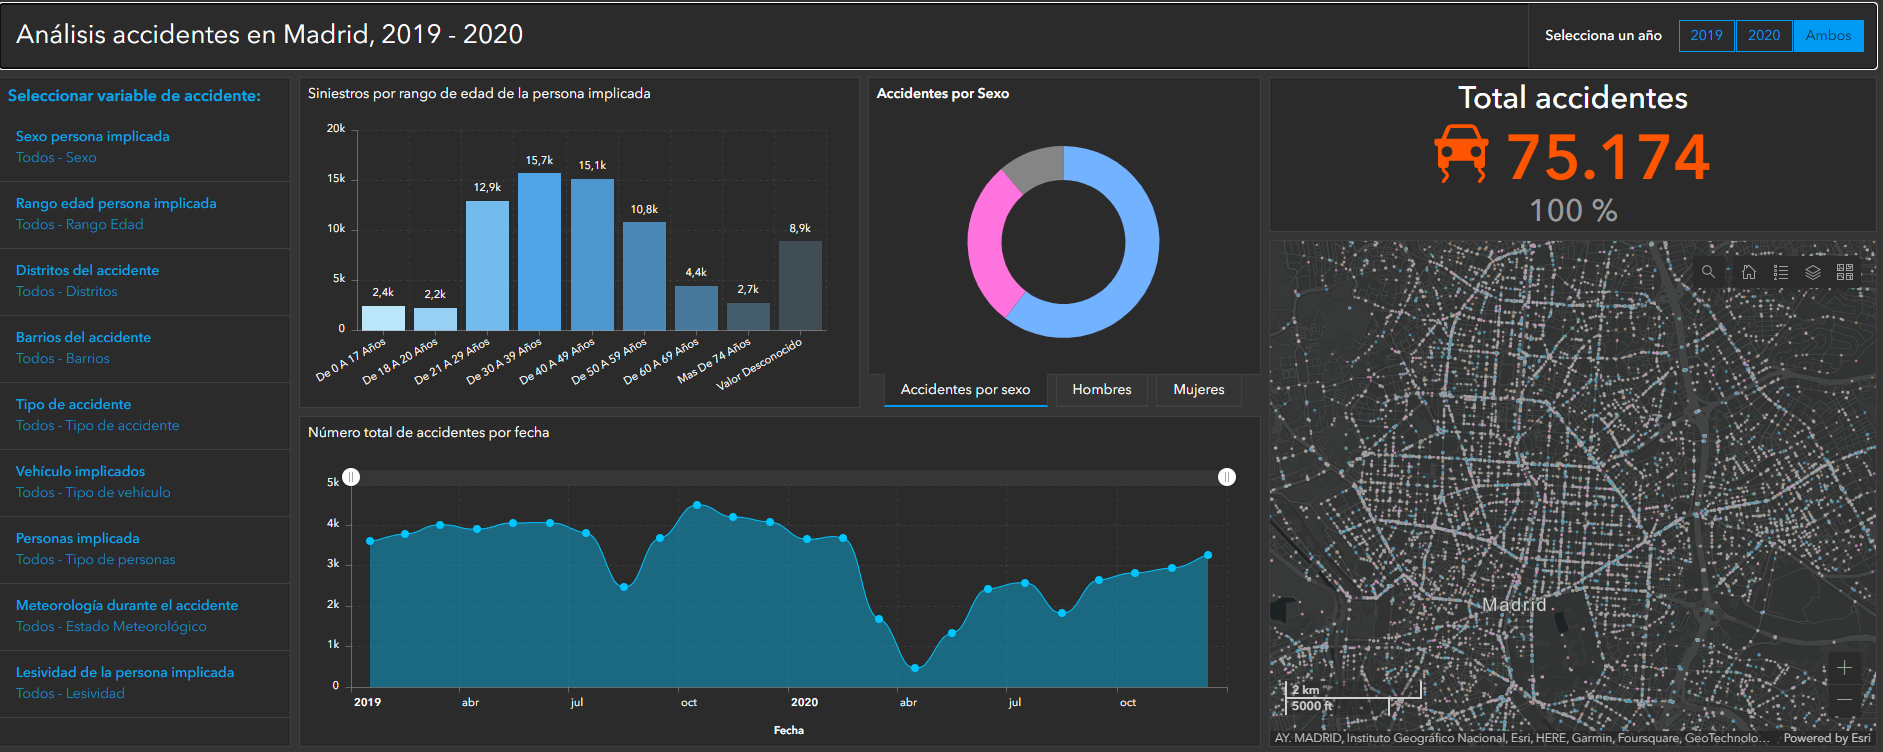 Análisis accidentes en Madrid, 2019 - 2020
Selecciona un año
2019
2020
Ambos
Seleccionar variable de accidente:
Sexo persona implicada
Todos - Sexo
Rango edad persona implicada
Todos - Rango Edad
Distritos del accidente
Todos - Distritos
Barrios del accidente
Todos - Barrios
Tipo de accidente
Todos - Tipo de accidente
Vehículo implicados
Todos - Tipo de vehículo
Personas implicada
Todos - Tipo de personas
Meteorología durante el accidente
Todos - Estado Meteorológico
Lesividad de la persona implicada
Todos - Lesividad
Siniestros por rango de edad de la persona implicada
20k
15k
10k
5k
0
2,4k
2,2k
12,9k
15,7k
15,1k
10,8k
4,4k
2,7k
8,9k
De 0 A 17 Años
De 18 A 20 Años
De 21 A 29 Años
De 30 A 39 Años
De 40 A 49 Años
De 50 A 59 Años
De 60 A 69 Años
Mas De 74 Años
Valor Desconocido
Accidentes por Sexo
Accidentes por sexo
Hombres
Mujeres
Número total de accidentes por fecha
5k
4k
3k
2k
1k
0
2019
abr
jul
oct
2020
abr
jul
oct
Fecha
Total accidentes
75.174
100 %
Madrid
2 km
5000 ft
AY. MADRID, Instituto Geográfico Nacional, Esri, HERE, Garmin, Foursquare, GeoTechnolo...
Powered by Esri